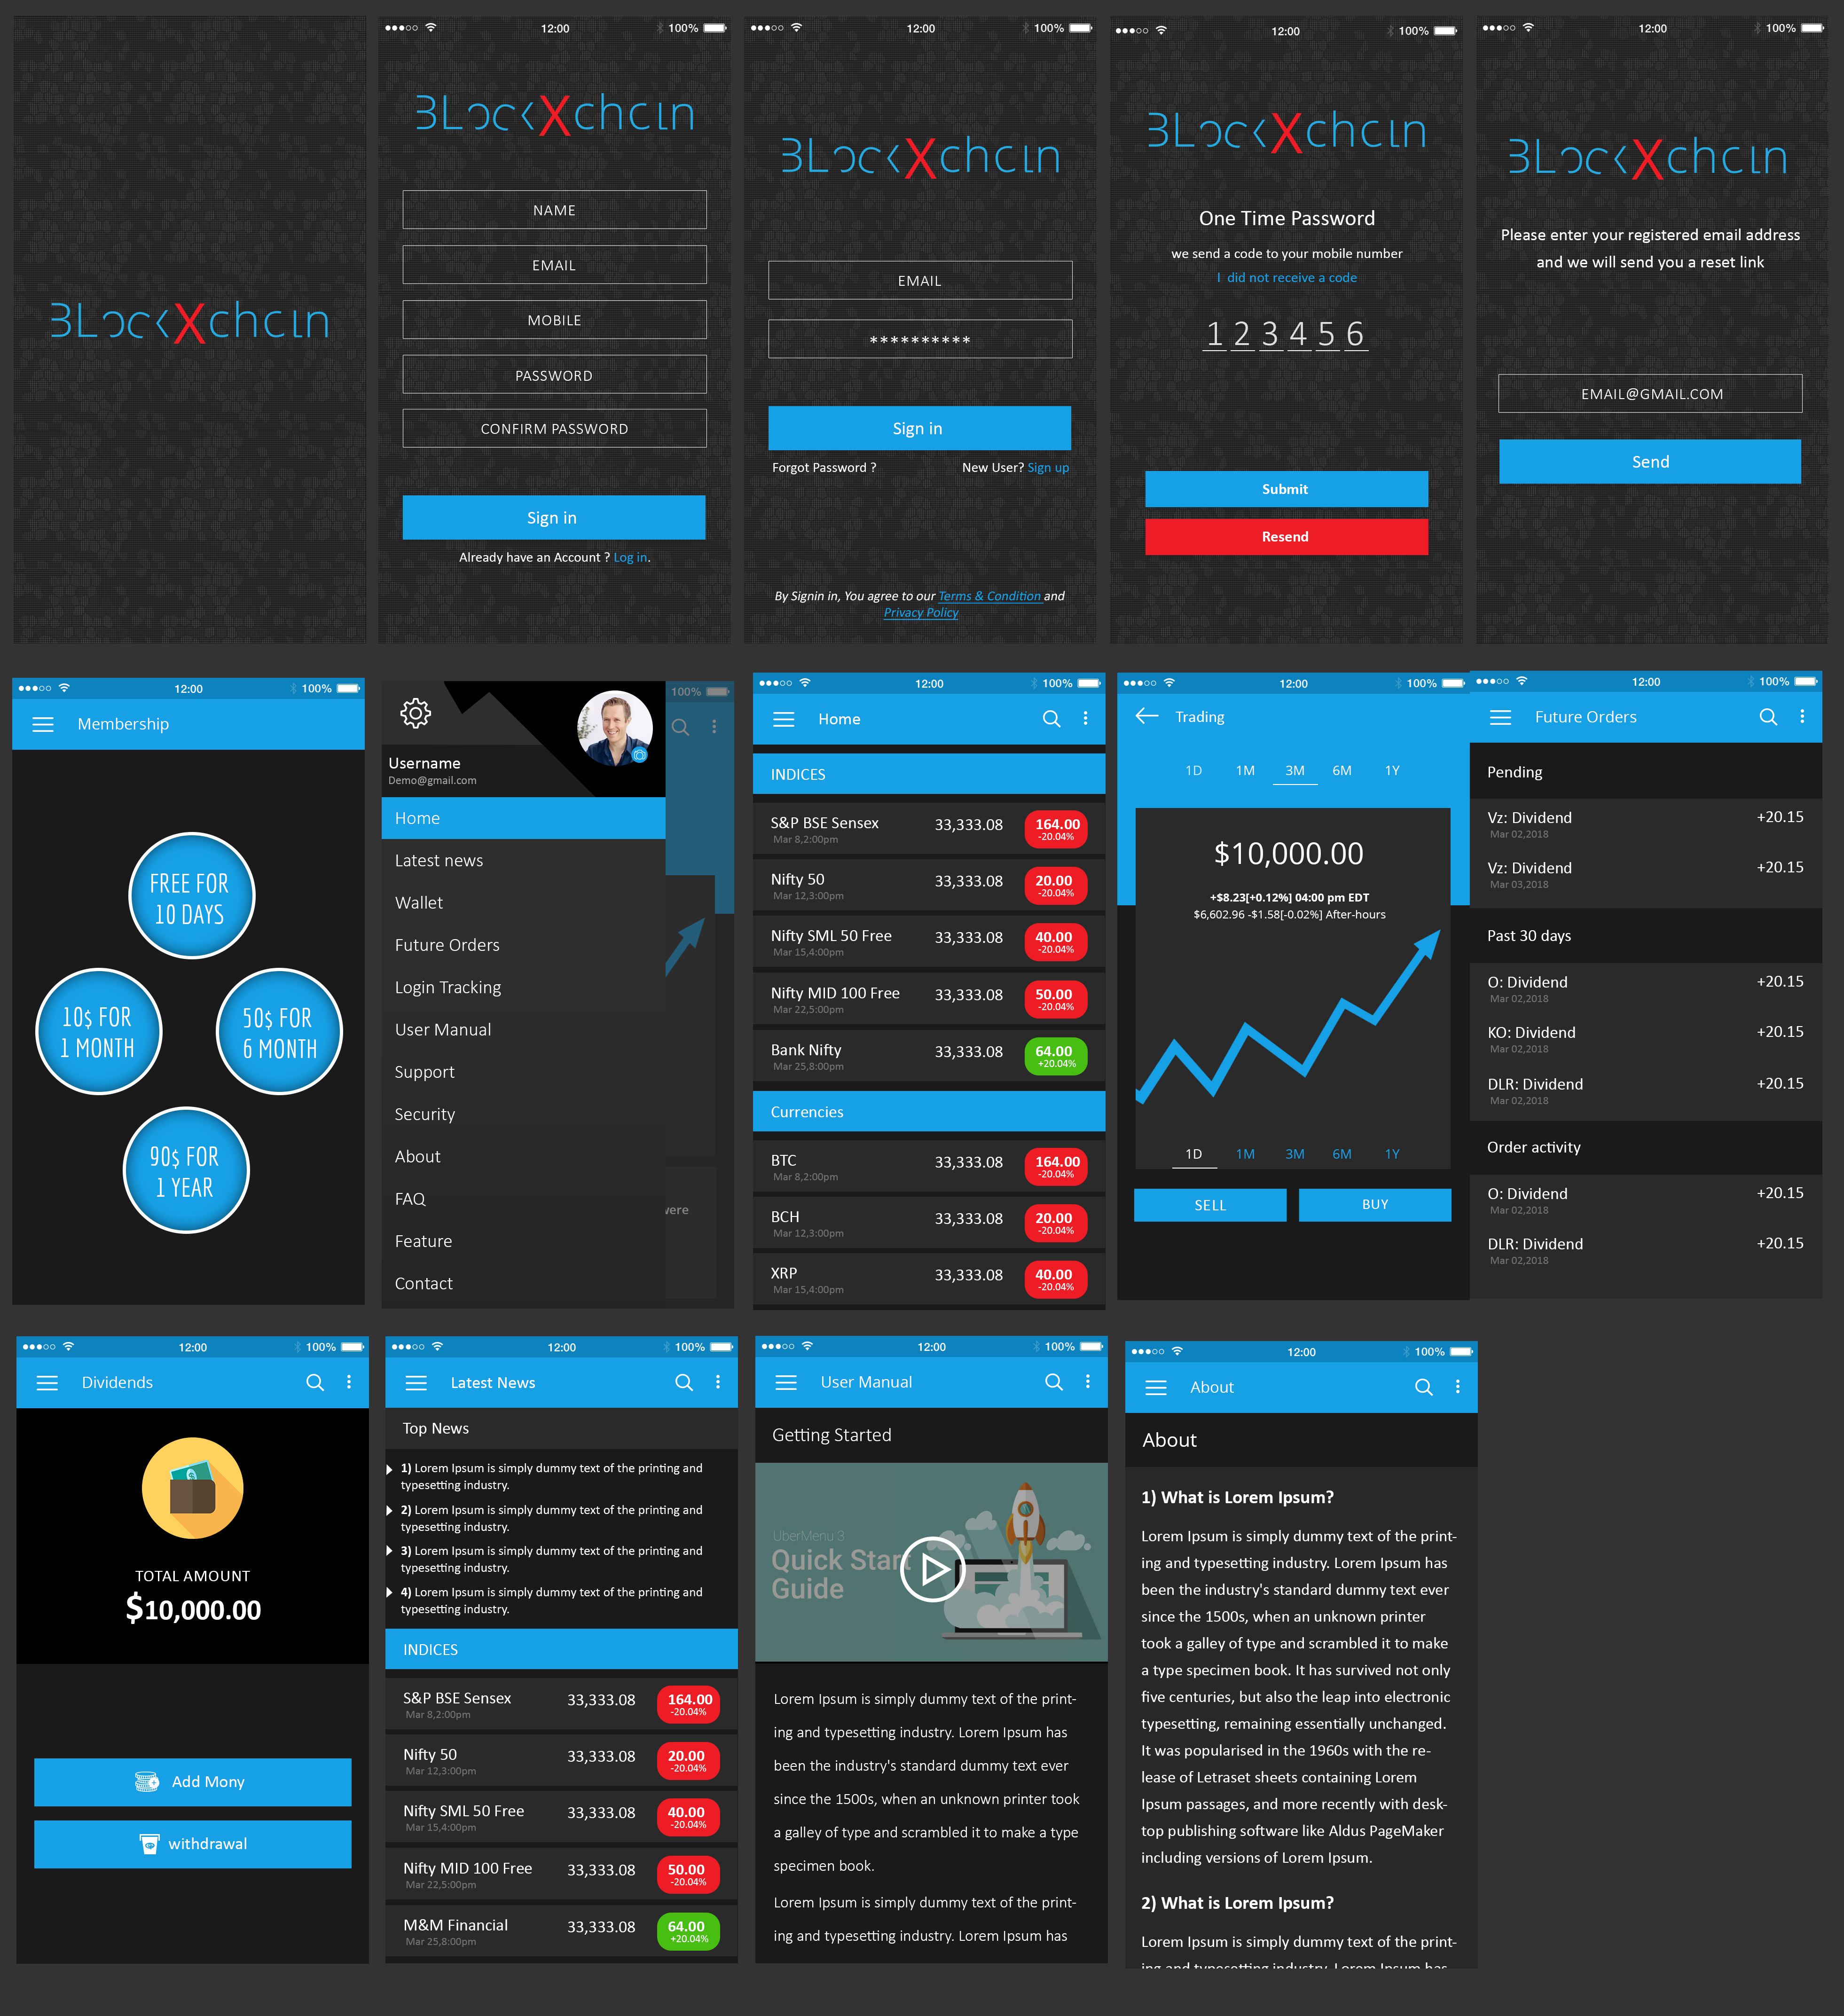 BLockXchain
12:00 100%
BLockXchain
NAME
EMAIL
MOBILE
PASSWORD
CONFIRM PASSWORD
Sign in
Already have an Account ? Log in.
12:00 100%
BLockXchain
EMAIL
**********
Sign in
Forgot Password ? New User? Sign up
By Signin in, You agree to our Terms & Condition and
Privacy Policy
12:00 100%
BLockXchain
One Time Password
we send a code to your mobile number
I did not receive a code
1 2 3 4 5 6
Submit
Resend
12:00 100%
BLockXchain
Please enter your registered email address
and we will send you a reset link
EMAIL@GMAIL.COM
Send
12:00 100%
Membership
FREE FOR
10 DAYS
10$ FOR
1 MONTH
50$ FOR
6 MONTH
90$ FOR
1 YEAR
100%
Username
Demo@gmail.com
Home
Latest news
Wallet
Future Orders
Login Tracking
User Manual
Support
Security
About
FAQ
Feature
Contact
were
12:00 100%
Home
INDICES
S&P BSE Sensex 33,333.08 164.00
Mar 8,2:00pm -20.04%
Nifty 50 33,333.08 20.00
Mar 12,3:00pm -20.04%
Nifty SML 50 Free 33,333.08 40.00
Mar 15,4:00pm -20.04%
Nifty MID 100 Free 33,333.08 50.00
Mar 22,5:00pm -20.04%
Bank Nifty 33,333.08 64.00
Mar 25,8:00pm +20.04%
Currencies
BTC 33,333.08 164.00
Mar 8,2:00pm -20.04%
BCH 33,333.08 20.00
Mar 12,3:00pm -20.04%
XRP 33,333.08 40.00
Mar 15,4:00pm -20.04%
12:00 100%
Trading
1D 1M 3M 6M 1Y
$10,000.00
+$8.23[+0.12%] 04:00 pm EDT
$6,602.96 -$1.58[-0.02%] After-hours
1D 1M 3M 6M 1Y
SELL BUY
12:00 100%
Future Orders
Pending
Vz: Dividend +20.15
Mar 02,2018
Vz: Dividend +20.15
Mar 03,2018
Past 30 days
O: Dividend +20.15
Mar 02,2018
KO: Dividend +20.15
Mar 02,2018
DLR: Dividend +20.15
Mar 02,2018
Order activity
O: Dividend +20.15
Mar 02,2018
DLR: Dividend +20.15
Mar 02,2018
12:00 100%
Dividends
TOTAL AMOUNT
$10,000.00
Add Mony
withdrawal
12:00 100%
Latest News
Top News
1) Lorem Ipsum is simply dummy text of the printing and
typesetting industry.
2) Lorem Ipsum is simply dummy text of the printing and
typesetting industry.
3) Lorem Ipsum is simply dummy text of the printing and
typesetting industry.
4) Lorem Ipsum is simply dummy text of the printing and
typesetting industry.
INDICES
S&P BSE Sensex 33,333.08 164.00
Mar 8,2:00pm -20.04%
Nifty 50 33,333.08 20.00
Mar 12,3:00pm -20.04%
Nifty SML 50 Free 33,333.08 40.00
Mar 15,4:00pm -20.04%
Nifty MID 100 Free 33,333.08 50.00
Mar 22,5:00pm -20.04%
M&M Financial 33,333.08 64.00
Mar 25,8:00pm +20.04%
12:00 100%
User Manual
Getting Started
UberMenu 3
Quick Start
Guide
Lorem Ipsum is simply dummy text of the print-
ing and typesetting industry. Lorem Ipsum has
been the industry's standard dummy text ever
since the 1500s, when an unknown printer took
a galley of type and scrambled it to make a type
specimen book.
Lorem Ipsum is simply dummy text of the print-
ing and typesetting industry. Lorem Ipsum has
12:00 100%
About
About
1) What is Lorem Ipsum?
Lorem Ipsum is simply dummy text of the print-
ing and typesetting industry. Lorem Ipsum has
been the industry's standard dummy text ever
since the 1500s, when an unknown printer
took a galley of type and scrambled it to make
a type specimen book. It has survived not only
five centuries, but also the leap into electronic
typesetting, remaining essentially unchanged.
It was popularised in the 1960s with the re-
lease of Letraset sheets containing Lorem
Ipsum passages, and more recently with desk-
top publishing software like Aldus PageMaker
including versions of Lorem Ipsum.
2) What is Lorem Ipsum?
Lorem Ipsum is simply dummy text of the print-
ing and typesetting industry. Lorem Ipsum has